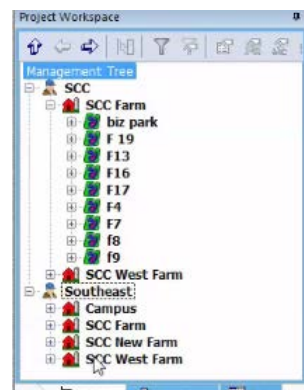 Project Workspace
Management Tree
SCC
SCC Farm
biz park
F 19
F13
F16
F17
F4
F7
f8
f9
SCC West Farm
Southeast
Campus
SCC Farm
SCC New Farm
SCC West Farm